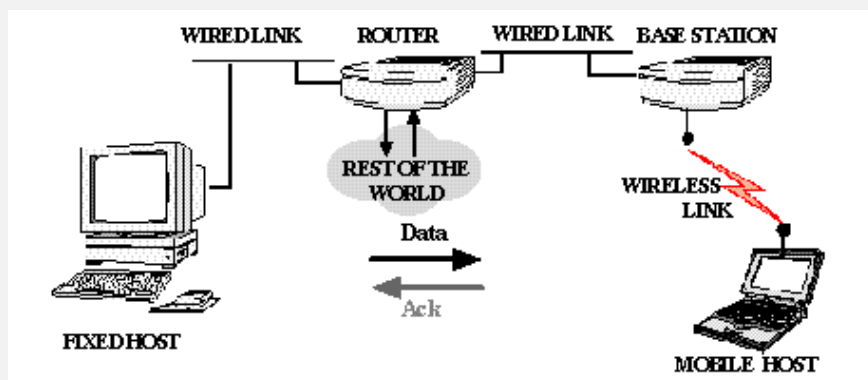 WIRED LINK
ROUTER
WIRED LINK
BASE STATION
REST OF THE
WORLD
WIRELESS
LINK
Data
Ack
FIXED HOST
MOBILE HOST